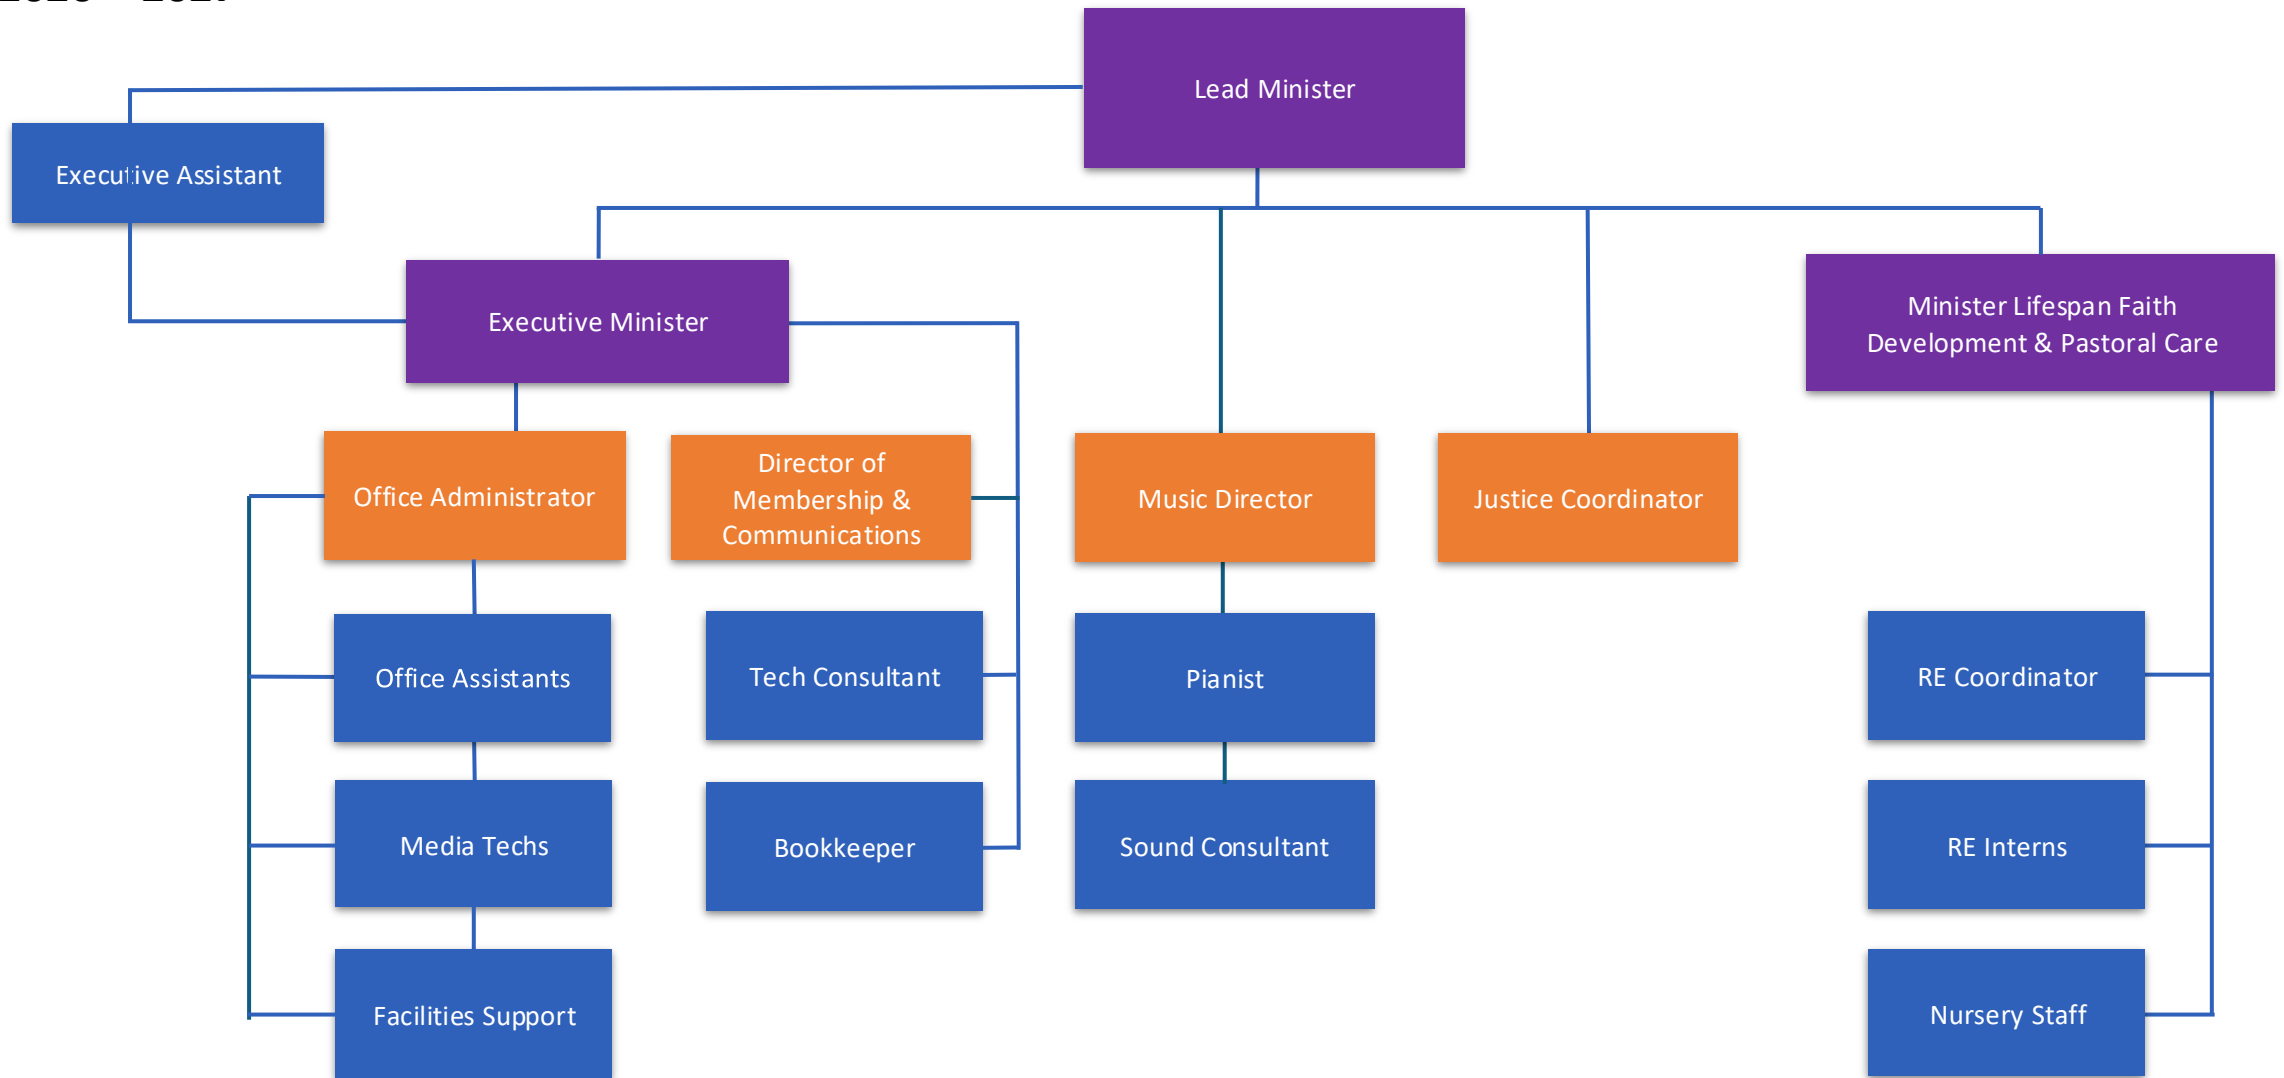 Lead Minister
Executive Assistant
Executive Minister
Minister Lifespan Faith
Development & Pastoral Care
Office Administrator
Director of
Membership &
Communications
Music Director
Justice Coordinator
Office Assistants
Tech Consultant
Pianist
RE Coordinator
Media Techs
Bookkeeper
Sound Consultant
RE Interns
Facilities Support
Nursery Staff